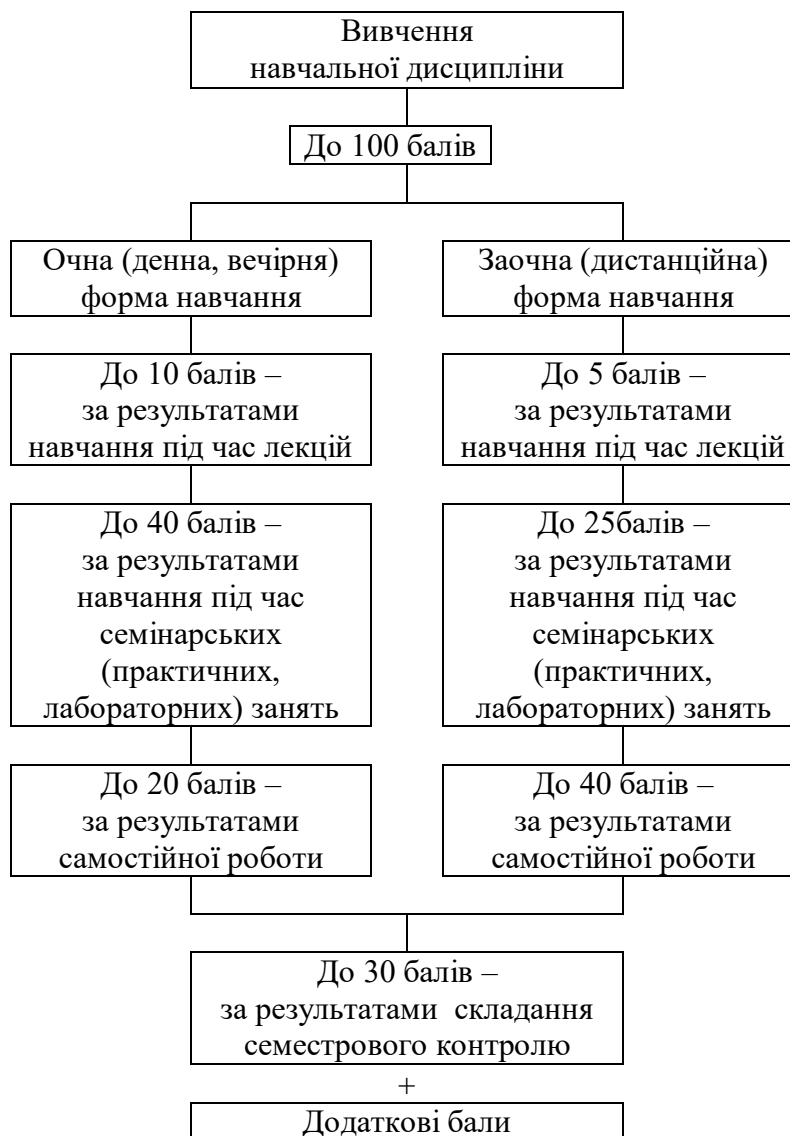 Вивчення
навчальної дисципліни
До 100 балів
Очна (денна, вечірня)
форма навчання
До 10 балів –
за результатами
навчання під час лекцій
До 40 балів –
за результатами
навчання під час
семінарських
(практичних,
лабораторних) занять
До 20 балів –
за результатами
самостійної роботи
Заочна (дистанційна)
форма навчання
До 5 балів –
за результатами
навчання під час лекцій
До 25балів –
за результатами
навчання під час
семінарських
(практичних,
лабораторних) занять
До 40 балів –
за результатами
самостійної роботи
До 30 балів –
за результатами складання
семестрового контролю
+
Додаткові бали